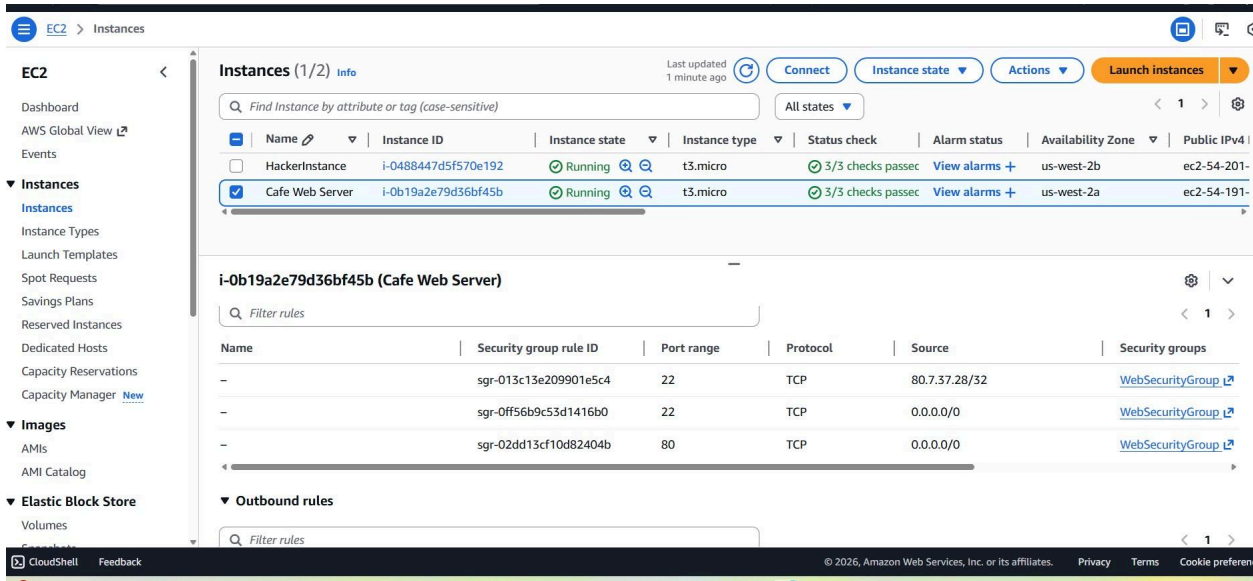 EC2 > Instances
EC2
Dashboard
AWS Global View
Events
Instances
Instances
Instance Types
Launch Templates
Spot Requests
Savings Plans
Reserved Instances
Dedicated Hosts
Capacity Reservations
Capacity Manager New
Images
AMIs
AMI Catalog
Elastic Block Store
Volumes
Instances (1/2) Info
Last updated
1 minute ago
Connect Instance state Actions Launch instances
Find Instance by attribute or tag (case-sensitive) All states 1
Name Instance ID Instance state Instance type Status check Alarm status Availability Zone Public IPv4
HackerInstance i-0488447d5f570e192 Running t3.micro 3/3 checks passed View alarms + us-west-2b ec2-54-201-
Cafe Web Server i-0b19a2e79d36bf45b Running t3.micro 3/3 checks passed View alarms + us-west-2a ec2-54-191-
i-0b19a2e79d36bf45b (Cafe Web Server)
Filter rules 1
Name Security group rule ID Port range Protocol Source Security groups
– sgr-013c13e209901e5c4 22 TCP 80.7.37.28/32 WebSecurityGroup
– sgr-0ff56b9c53d1416b0 22 TCP 0.0.0.0/0 WebSecurityGroup
– sgr-02dd13cf10d82404b 80 TCP 0.0.0.0/0 WebSecurityGroup
Outbound rules
Filter rules 1
CloudShell Feedback © 2026, Amazon Web Services, Inc. or its affiliates. Privacy Terms Cookie preferen